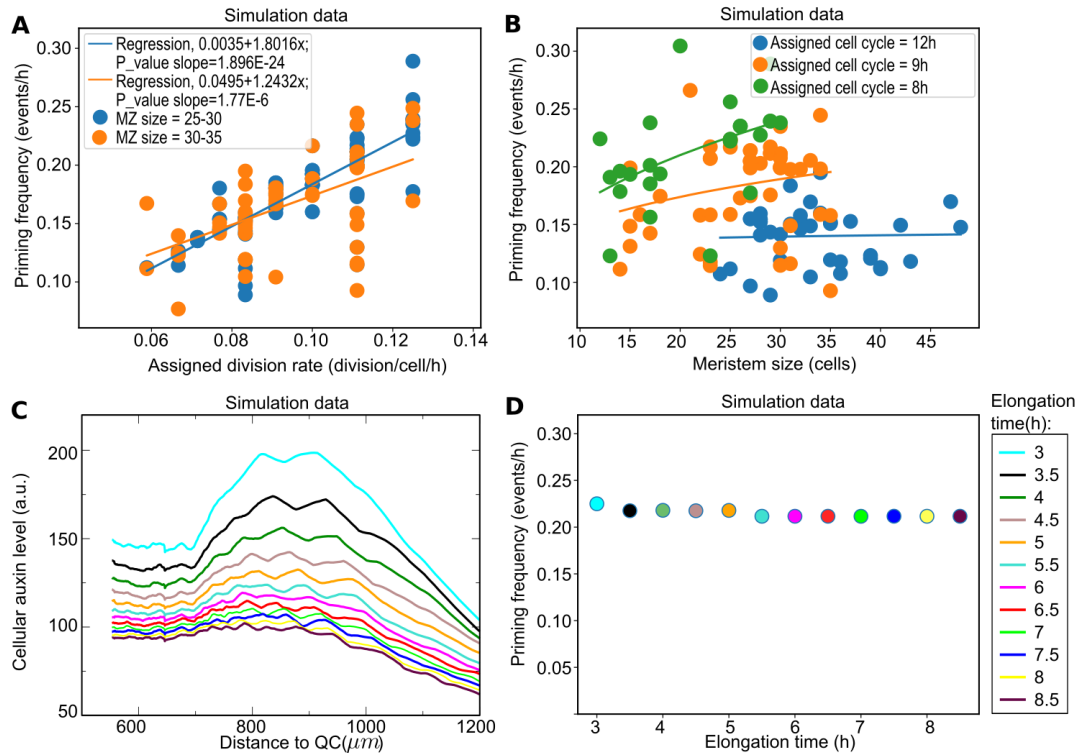 A
Simulation data
Regression, 0.0035+1.8016x;
P_value slope=1.896E-24
Regression, 0.0495+1.2432x;
P_value slope=1.77E-6
MZ size = 25-30
MZ size = 30-35
Priming frequency (events/h)
0.30
0.25
0.20
0.15
0.10
0.06 0.08 0.10 0.12 0.14
Assigned division rate (division/cell/h)
B
Simulation data
Assigned cell cycle = 12h
Assigned cell cycle = 9h
Assigned cell cycle = 8h
Priming frequency (events/h)
0.30
0.25
0.20
0.15
0.10
10 15 20 25 30 35 40 45
Meristem size (cells)
C
Simulation data
Cellular auxin level (a.u.)
200
150
100
50
600 800 1000 1200
Distance to QC(μm)
D
Simulation data
Priming frequency (events/h)
0.30
0.25
0.20
0.15
0.10
0.05
3 4 5 6 7 8
Elongation time (h)
Elongation
time(h):
3
3.5
4
4.5
5
5.5
6
6.5
7
7.5
8
8.5